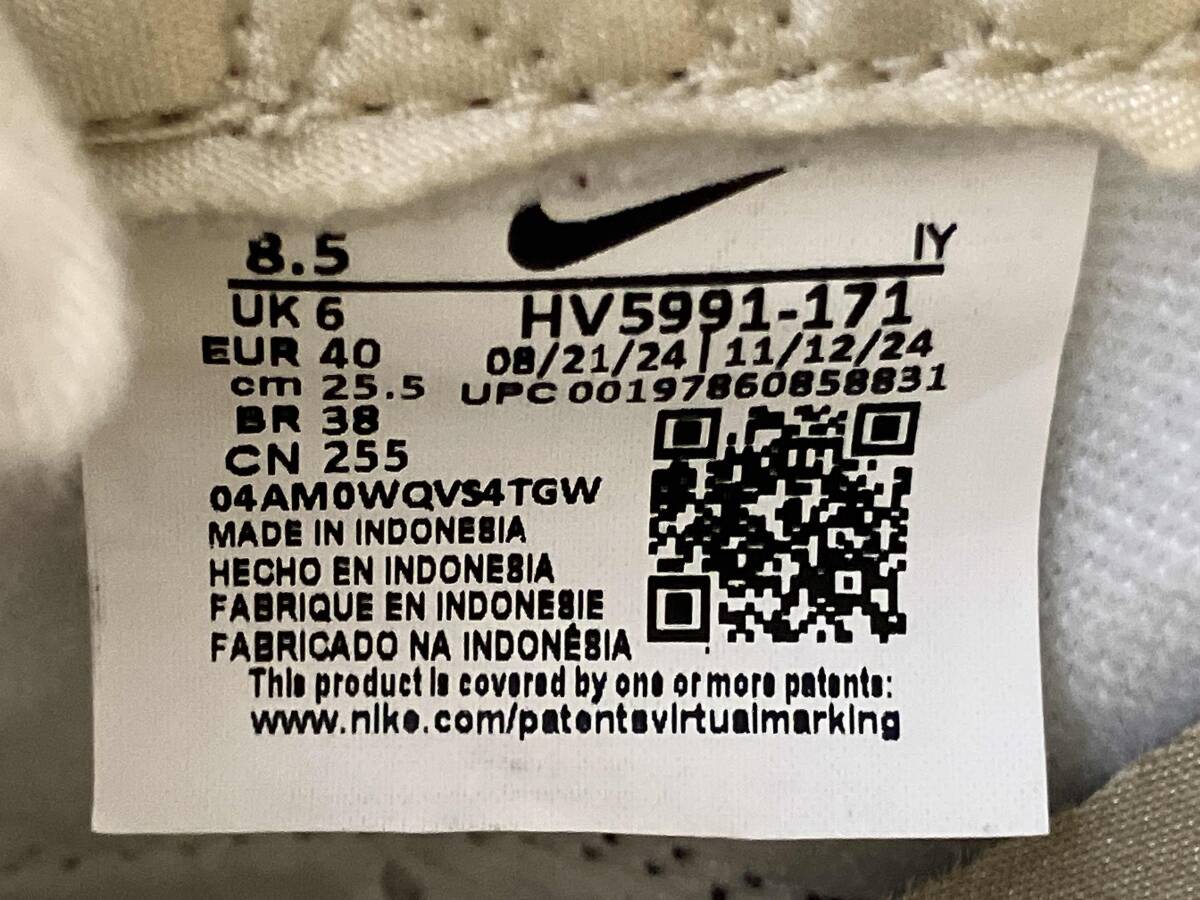 8.5
IY
UK 6
HV5991-171
EUR 40
08/21/24 11/12/24
cm 25.5
UPC 00197860858831
BR 38
CN 255
04AM0WQVS4TGW
MADE IN INDONESIA
HECHO EN INDONESIA
FABRIQUE EN INDONESIE
FABRICADO NA INDONÉSIA
This product is covered by one or more patents:
www.nike.com/patentsvirtualmarking